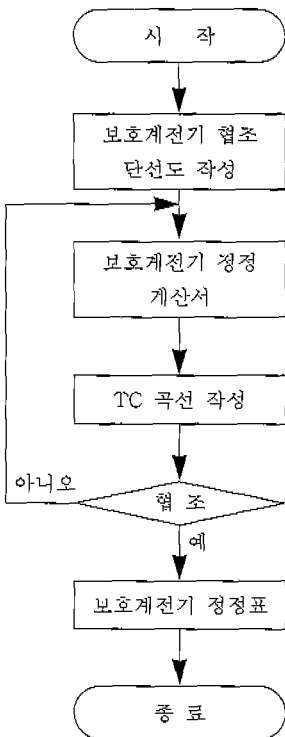 시 작
보호계전기 협조
단선도 작성
보호계전기 정정
계산서
TC 곡선 작성
아니오
협 조
예
보호계전기 정정표
종 료